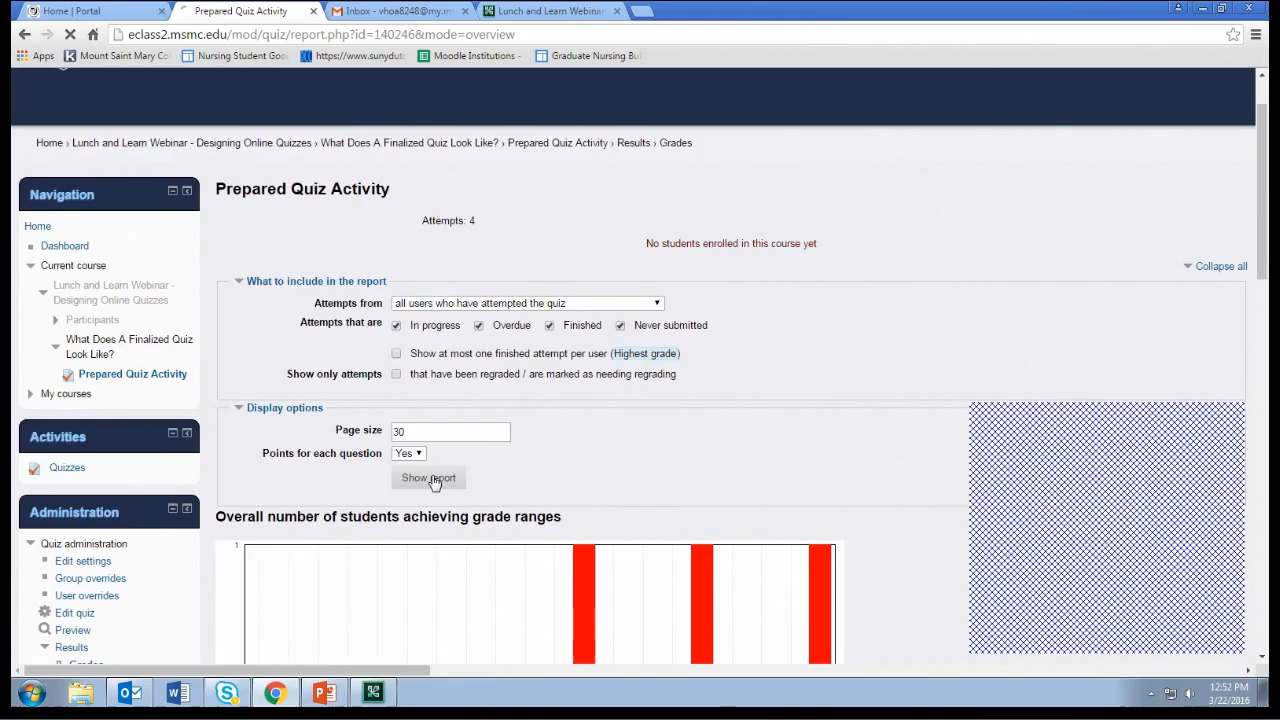 Home | Portal
Prepared Quiz Activity
Inbox - vhoa8248@my.m
Lunch and Learn Webinar
eclass2.msmc.edu/mod/quiz/report.php?id=140246&mode=overview
Apps
Mount Saint Mary Co
Nursing Student Goo
https://www.sunydut
Moodle Institutions -
Graduate Nursing Bul
Home › Lunch and Learn Webinar - Designing Online Quizzes › What Does A Finalized Quiz Look Like? › Prepared Quiz Activity › Results › Grades
Navigation
Home
Dashboard
Current course
Lunch and Learn Webinar -
Designing Online Quizzes
Participants
What Does A Finalized Quiz
Look Like?
Prepared Quiz Activity
My courses
Activities
Quizzes
Administration
Quiz administration
Edit settings
Group overrides
User overrides
Edit quiz
Preview
Results
Grades
Prepared Quiz Activity
Attempts: 4
No students enrolled in this course yet
Collapse all
What to include in the report
Attempts from all users who have attempted the quiz
Attempts that are In progress Overdue Finished Never submitted
Show at most one finished attempt per user (Highest grade)
Show only attempts that have been regraded / are marked as needing regrading
Display options
Page size 30
Points for each question Yes
Show report
Overall number of students achieving grade ranges
1
12:52 PM
3/22/2016